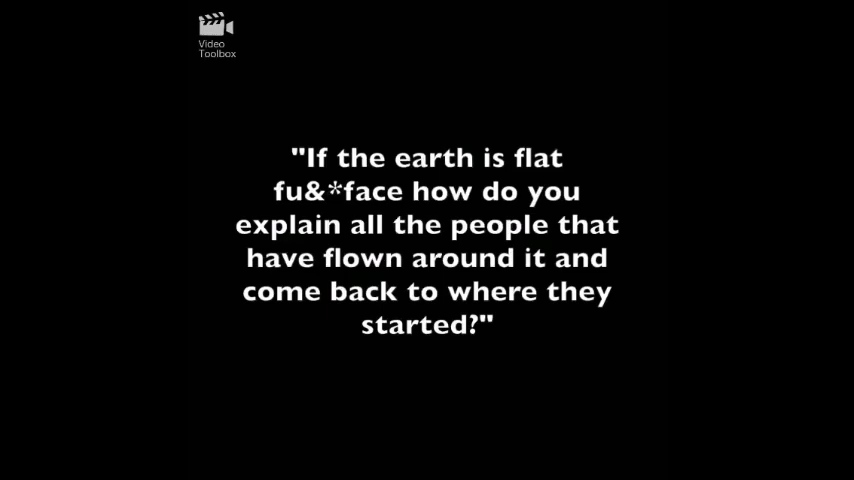 Video
Toolbox
"If the earth is flat
fu&*face how do you
explain all the people that
have flown around it and
come back to where they
started?"